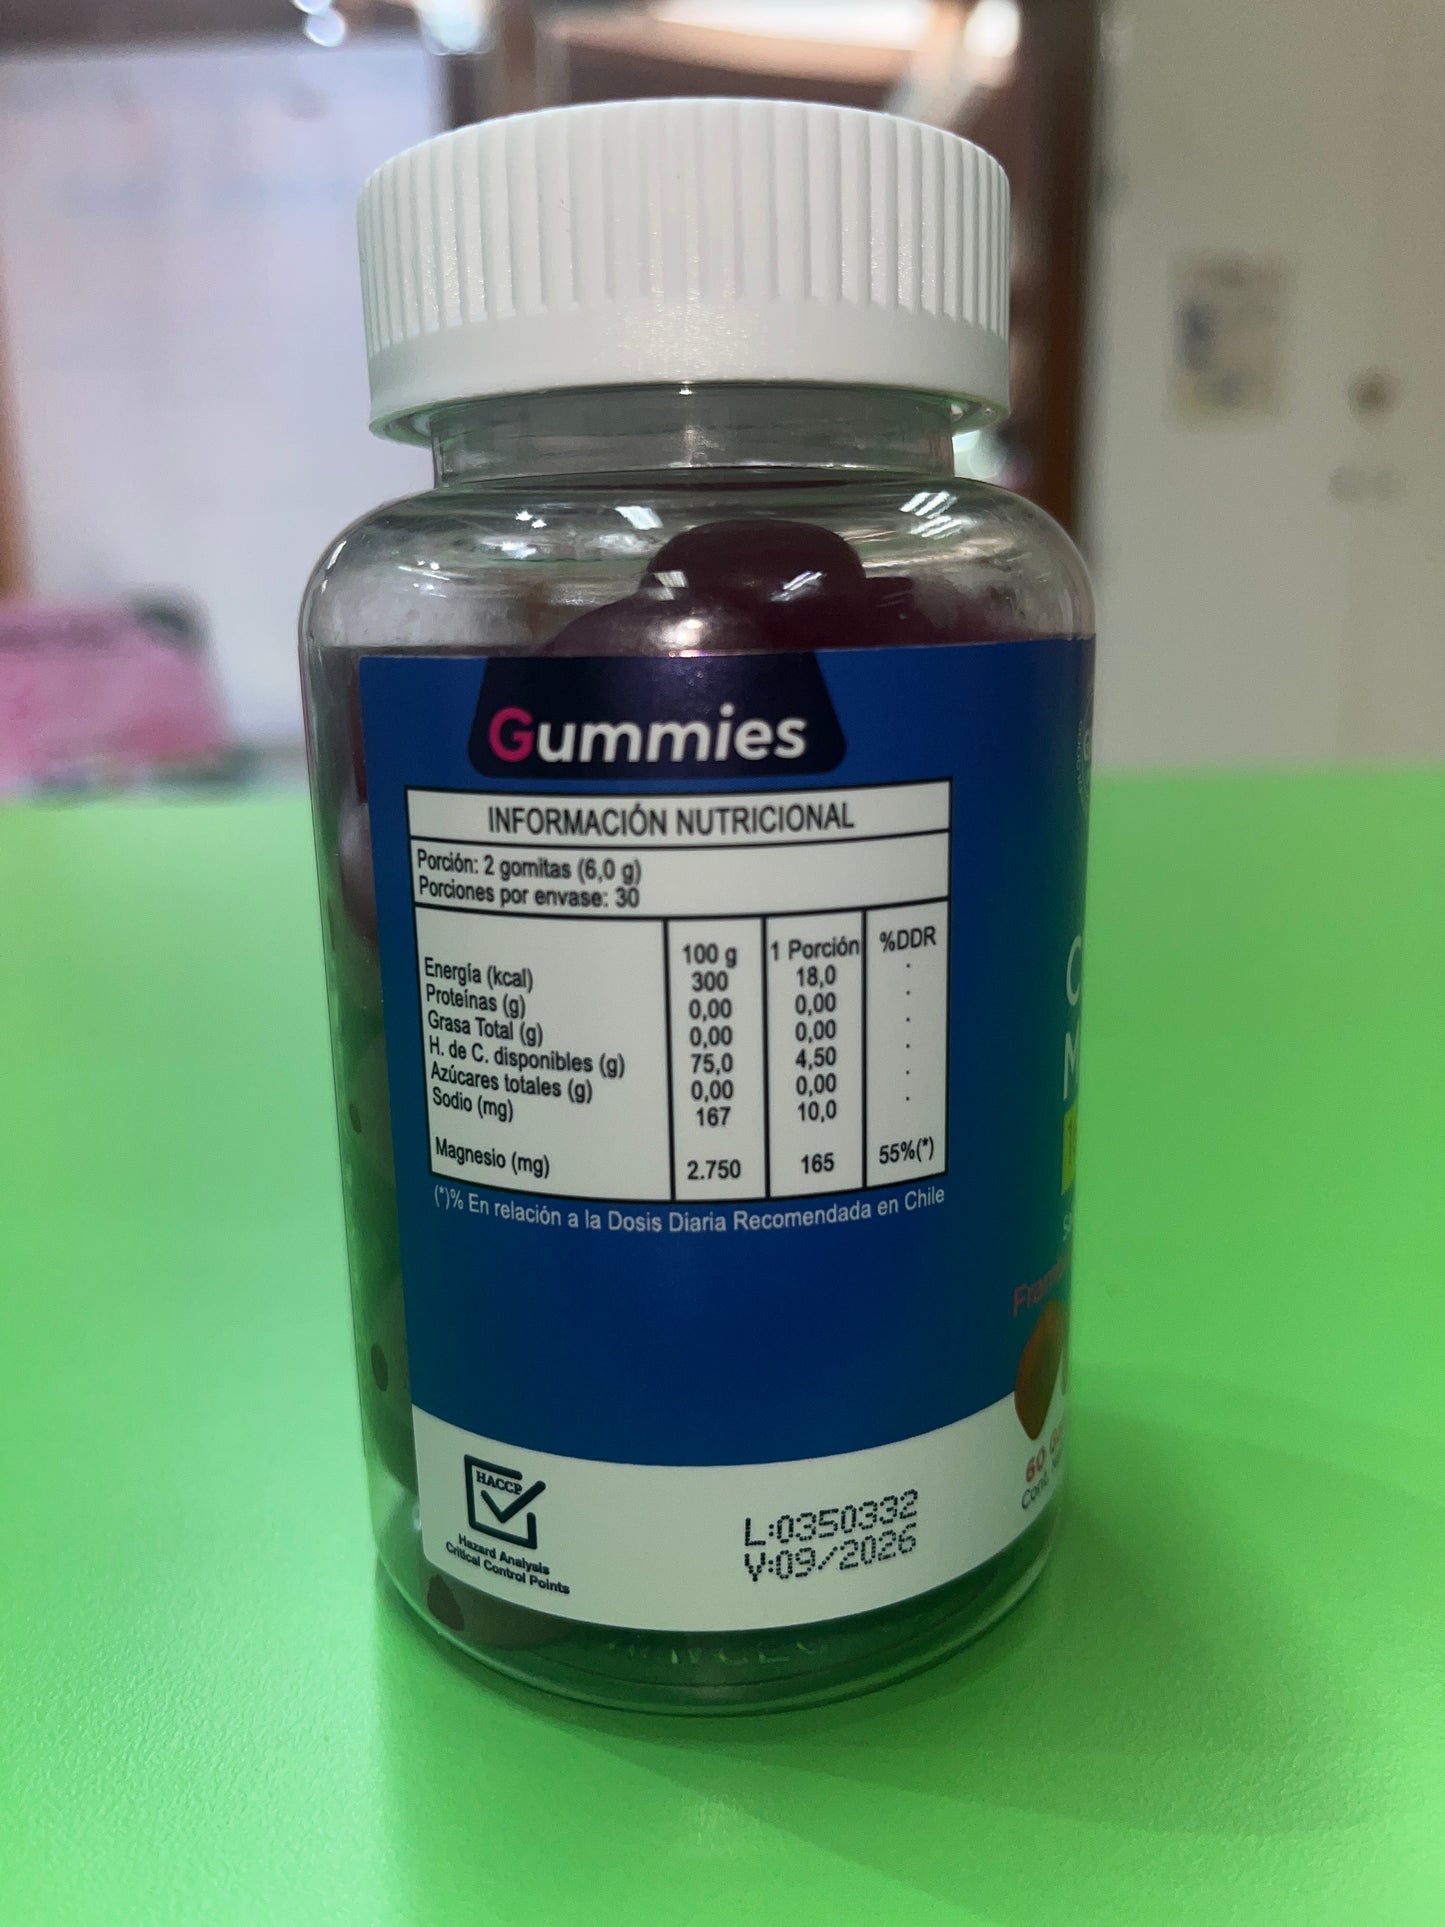 Gummies
INFORMACIÓN NUTRICIONAL
Porción: 2 gomitas (6,0 g)
Porciones por envase: 30
100 g 1 Porción %DDR
Energía (kcal) 300 18,0 .
Proteínas (g) 0,00 0,00 .
Grasa Total (g) 0,00 0,00 .
H. de C. disponibles (g) 75,0 4,50 .
Azúcares totales (g) 0,00 0,00 .
Sodio (mg) 167 10,0 .
Magnesio (mg) 2.750 165 55%(*)
(*)% En relación a la Dosis Diaria Recomendada en Chile
60
HACCP
Hazard Analysis
Critical Control Points
L:0350332
V:09/2026